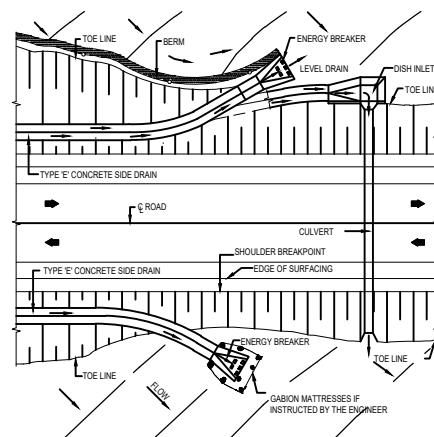 TOE LINE
BERM
ENERGY BREAKER
LEVEL DRAIN
DISH INLET
TOE LINE
TYPE 'E' CONCRETE SIDE DRAIN
℄ ROAD
CULVERT
SHOULDER BREAKPOINT
TYPE 'E' CONCRETE SIDE DRAIN
EDGE OF SURFACING
ENERGY BREAKER
TOE LINE
TOE LINE
FLOW
GABION MATTRESSES IF
INSTRUCTED BY THE ENGINEER